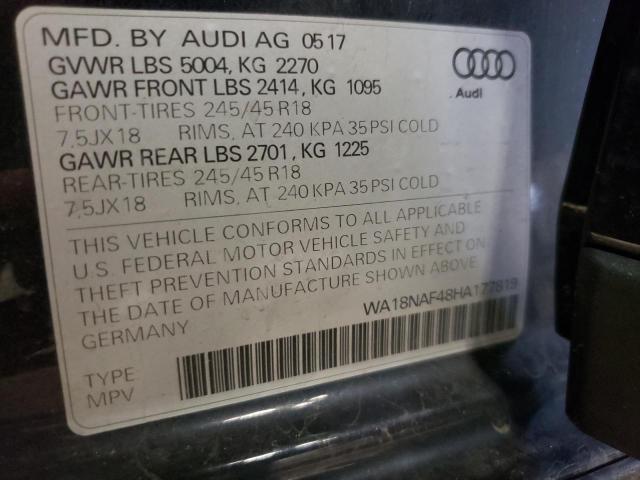 MFD. BY AUDI AG 05 17
GVWR LBS 5004, KG 2270
GAWR FRONT LBS 2414, KG 1095
FRONT-TIRES 245/45 R18
7,5JX18 RIMS, AT 240 KPA 35 PSI COLD
GAWR REAR LBS 2701, KG 1225
REAR-TIRES 245/45 R18
7,5JX18 RIMS, AT 240 KPA 35 PSI COLD
Audi
THIS VEHICLE CONFORMS TO ALL APPLICABLE
U.S. FEDERAL MOTOR VEHICLE SAFETY AND
THEFT PREVENTION STANDARDS IN EFFECT ON
THE DATE OF MANUFACTURE SHOWN ABOVE.
GERMANY
WA18NAF48HA177819
TYPE
MPV